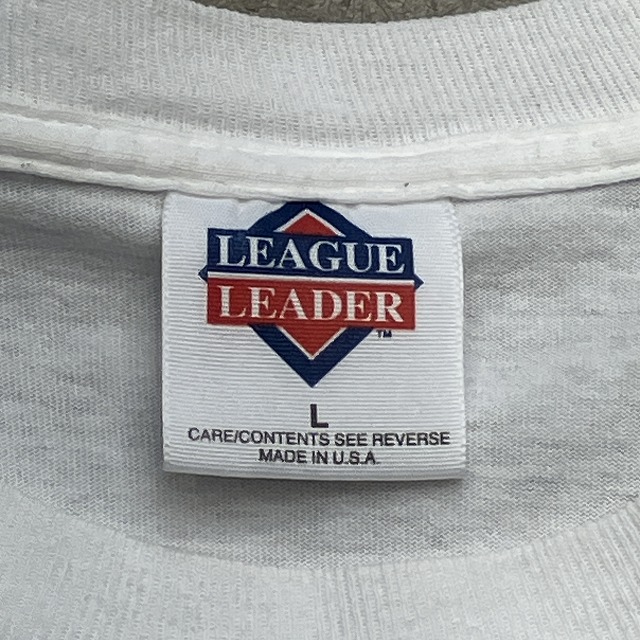 LEAGUE
LEADER
™
L
CARE/CONTENTS SEE REVERSE
MADE IN U.S.A.